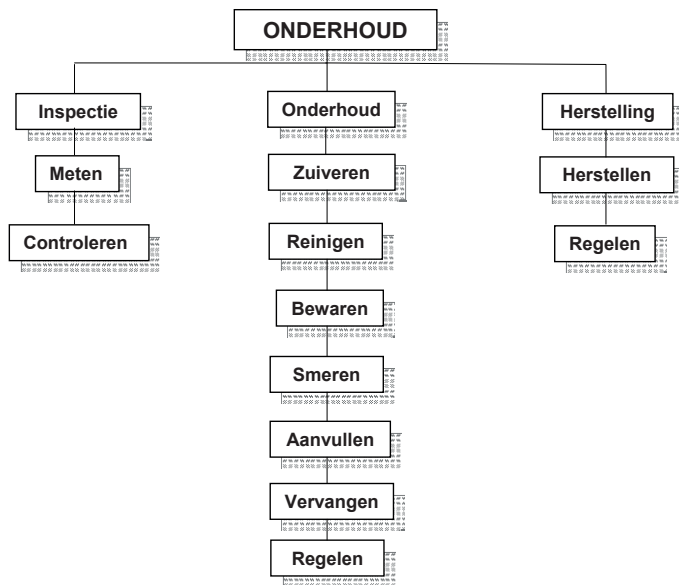 ONDERHOUD
Inspectie
Meten
Controleren
Onderhoud
Zuiveren
Reinigen
Bewaren
Smeren
Aanvullen
Vervangen
Regelen
Herstelling
Herstellen
Regelen